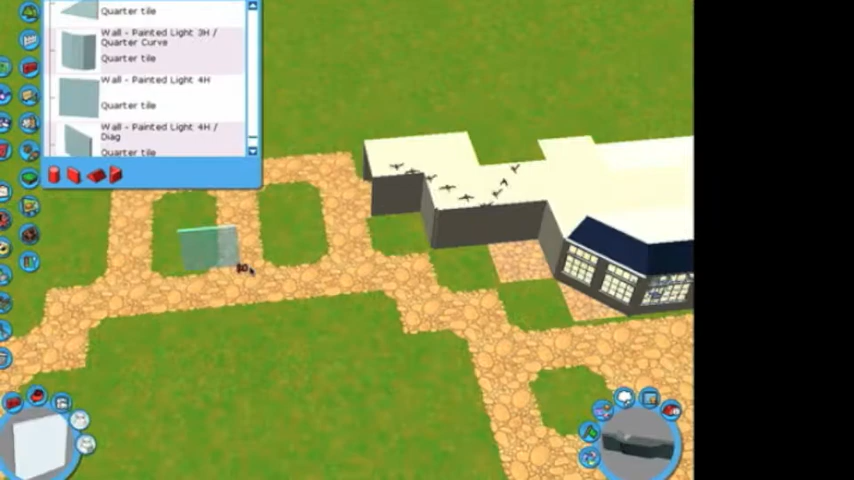 Quarter tile
Wall - Painted Light 3H /
Quarter Curve
Quarter tile
Wall - Painted Light 4H
Quarter tile
Wall - Painted Light 4H /
Diag
Quarter tile